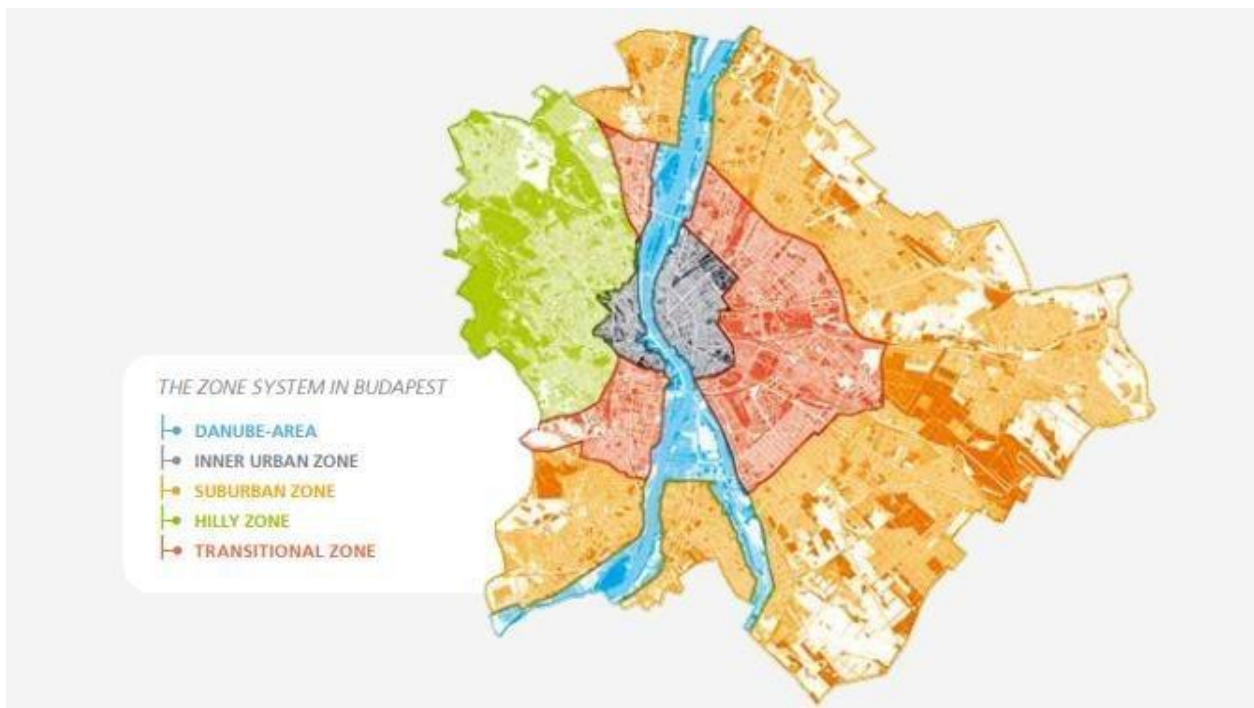 THE ZONE SYSTEM IN BUDAPEST
DANUBE-AREA
INNER URBAN ZONE
SUBURBAN ZONE
HILLY ZONE
TRANSITIONAL ZONE